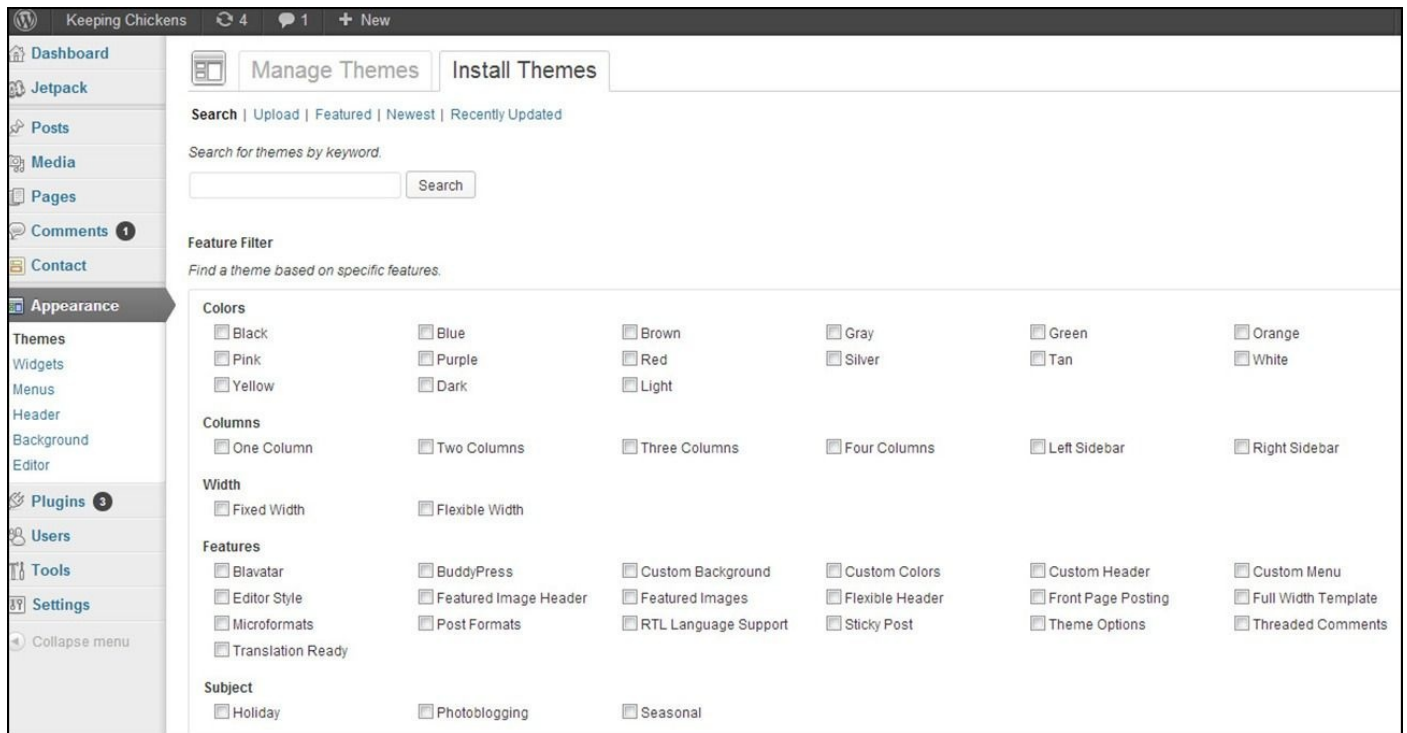 Keeping Chickens 4 1 + New
Dashboard
Jetpack
Posts
Media
Pages
Comments 1
Contact
Appearance
Themes
Widgets
Menus
Header
Background
Editor
Plugins 3
Users
Tools
Settings
Collapse menu
Manage Themes Install Themes
Search | Upload | Featured | Newest | Recently Updated
Search for themes by keyword.
Search
Feature Filter
Find a theme based on specific features.
Colors
Black Blue Brown Gray Green Orange
Pink Purple Red Silver Tan White
Yellow Dark Light
Columns
One Column Two Columns Three Columns Four Columns Left Sidebar Right Sidebar
Width
Fixed Width Flexible Width
Features
Blavatar BuddyPress Custom Background Custom Colors Custom Header Custom Menu
Editor Style Featured Image Header Featured Images Flexible Header Front Page Posting Full Width Template
Microformats Post Formats RTL Language Support Sticky Post Theme Options Threaded Comments
Translation Ready
Subject
Holiday Photoblogging Seasonal